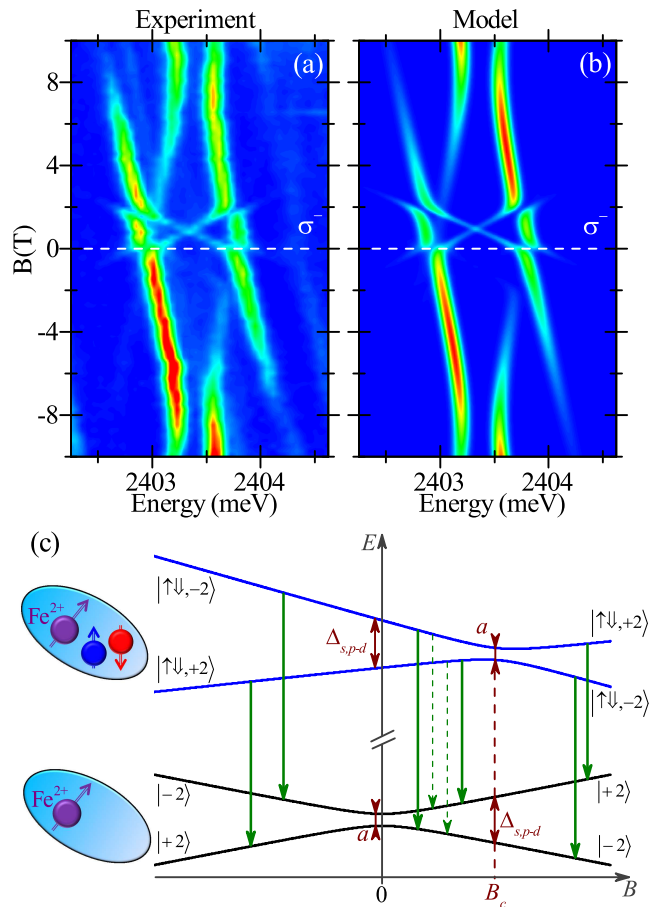 Experiment
Model
(a)
(b)
B(T)
8
4
0
-4
-8
σ⁻
σ⁻
2403
2404
2403
2404
Energy (meV)
Energy (meV)
(c)
E
|↑⇓,−2⟩
Fe²⁺
Δs,p-d
a
|↑⇓,+2⟩
|↑⇓,+2⟩
|↑⇓,−2⟩
Fe²⁺
|−2⟩
|+2⟩
a
Δs,p-d
|+2⟩
|−2⟩
0
Bc
B